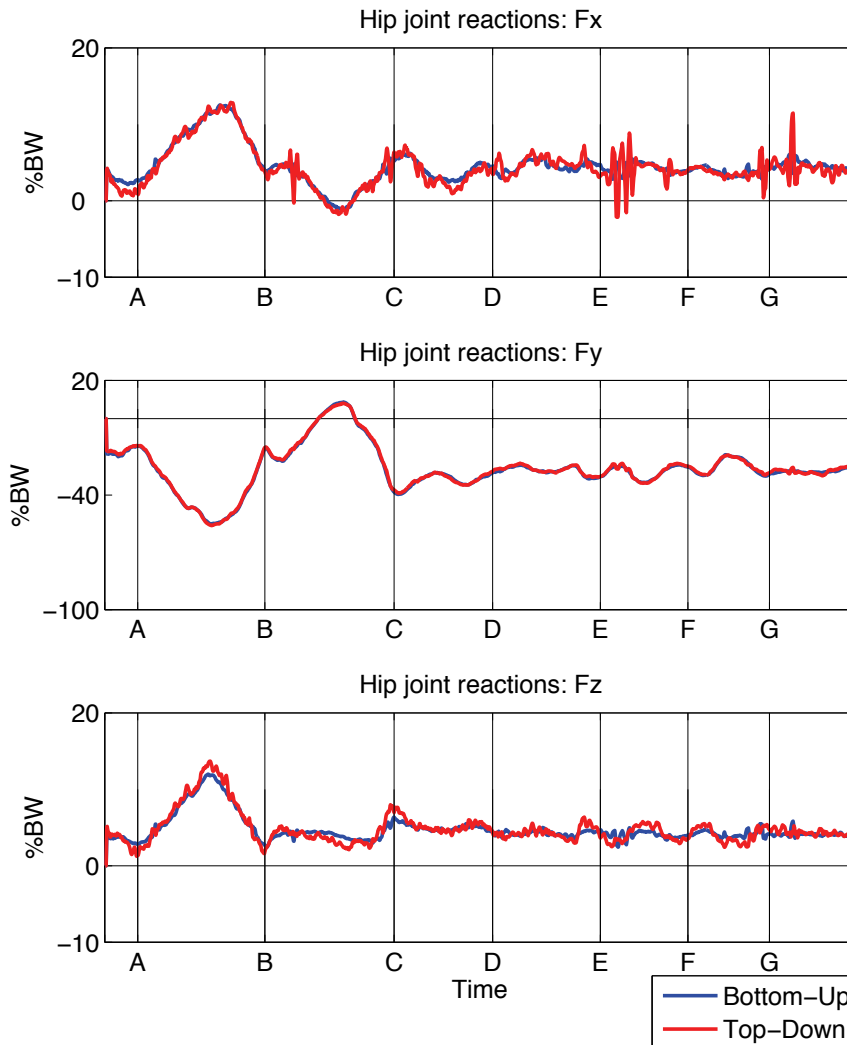 Hip joint reactions: Fx
20
%BW
0
−10
A B C D E F G
Hip joint reactions: Fy
20
%BW
−40
−100
A B C D E F G
Hip joint reactions: Fz
20
%BW
0
−10
A B C D E F G
Time
Bottom−Up
Top−Down